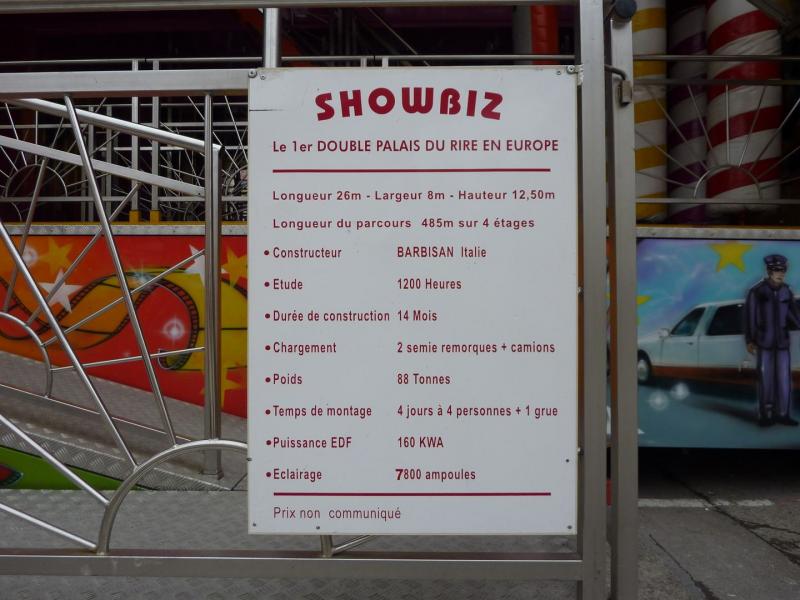 SHOWBIZ
Le 1er DOUBLE PALAIS DU RIRE EN EUROPE
Longueur 26m - Largeur 8m - Hauteur 12,50m
Longueur du parcours 485m sur 4 étages
• Constructeur BARBISAN Italie
• Etude 1200 Heures
• Durée de construction 14 Mois
• Chargement 2 semie remorques + camions
• Poids 88 Tonnes
• Temps de montage 4 jours à 4 personnes + 1 grue
• Puissance EDF 160 KWA
• Eclairage 7800 ampoules
Prix non communiqué